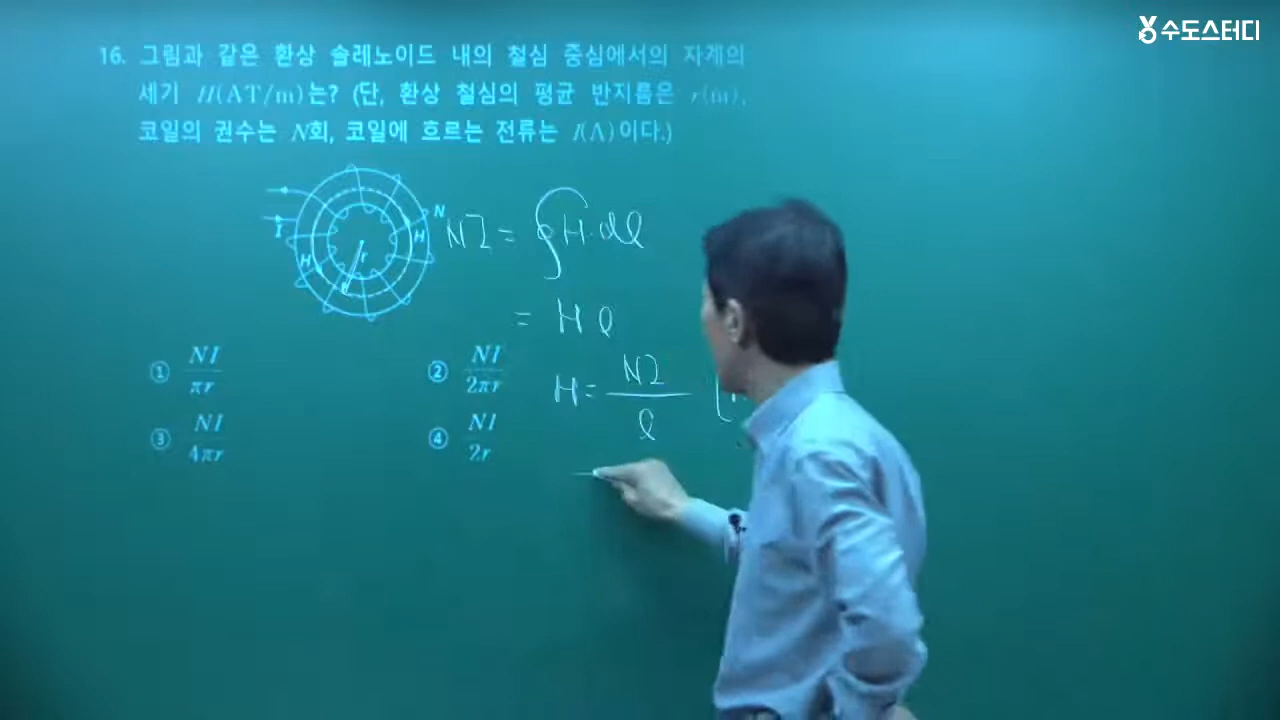 수도스터디
16. 그림과 같은 환상 솔레노이드 내의 철심 중심에서의 자계의
세기 H(AT/m)는? (단, 환상 철심의 평균 반지름은 r(m),
코일의 권수는 N회, 코일에 흐르는 전류는 I(A)이다.)
N
I
H
H
r
NI = ∮H·dl
= Hl
H = NI/l [
① NI/πr
② NI/2πr
③ NI/4πr
④ NI/2r